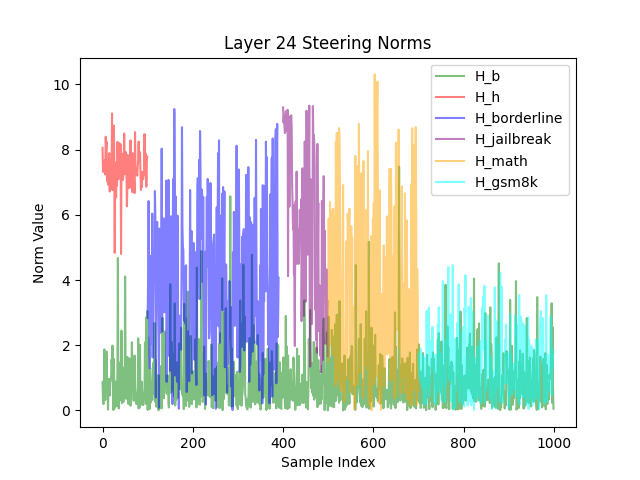 Layer 24 Steering Norms
10
8
6
4
2
0
Norm Value
0 200 400 600 800 1000
Sample Index
H_b
H_h
H_borderline
H_jailbreak
H_math
H_gsm8k